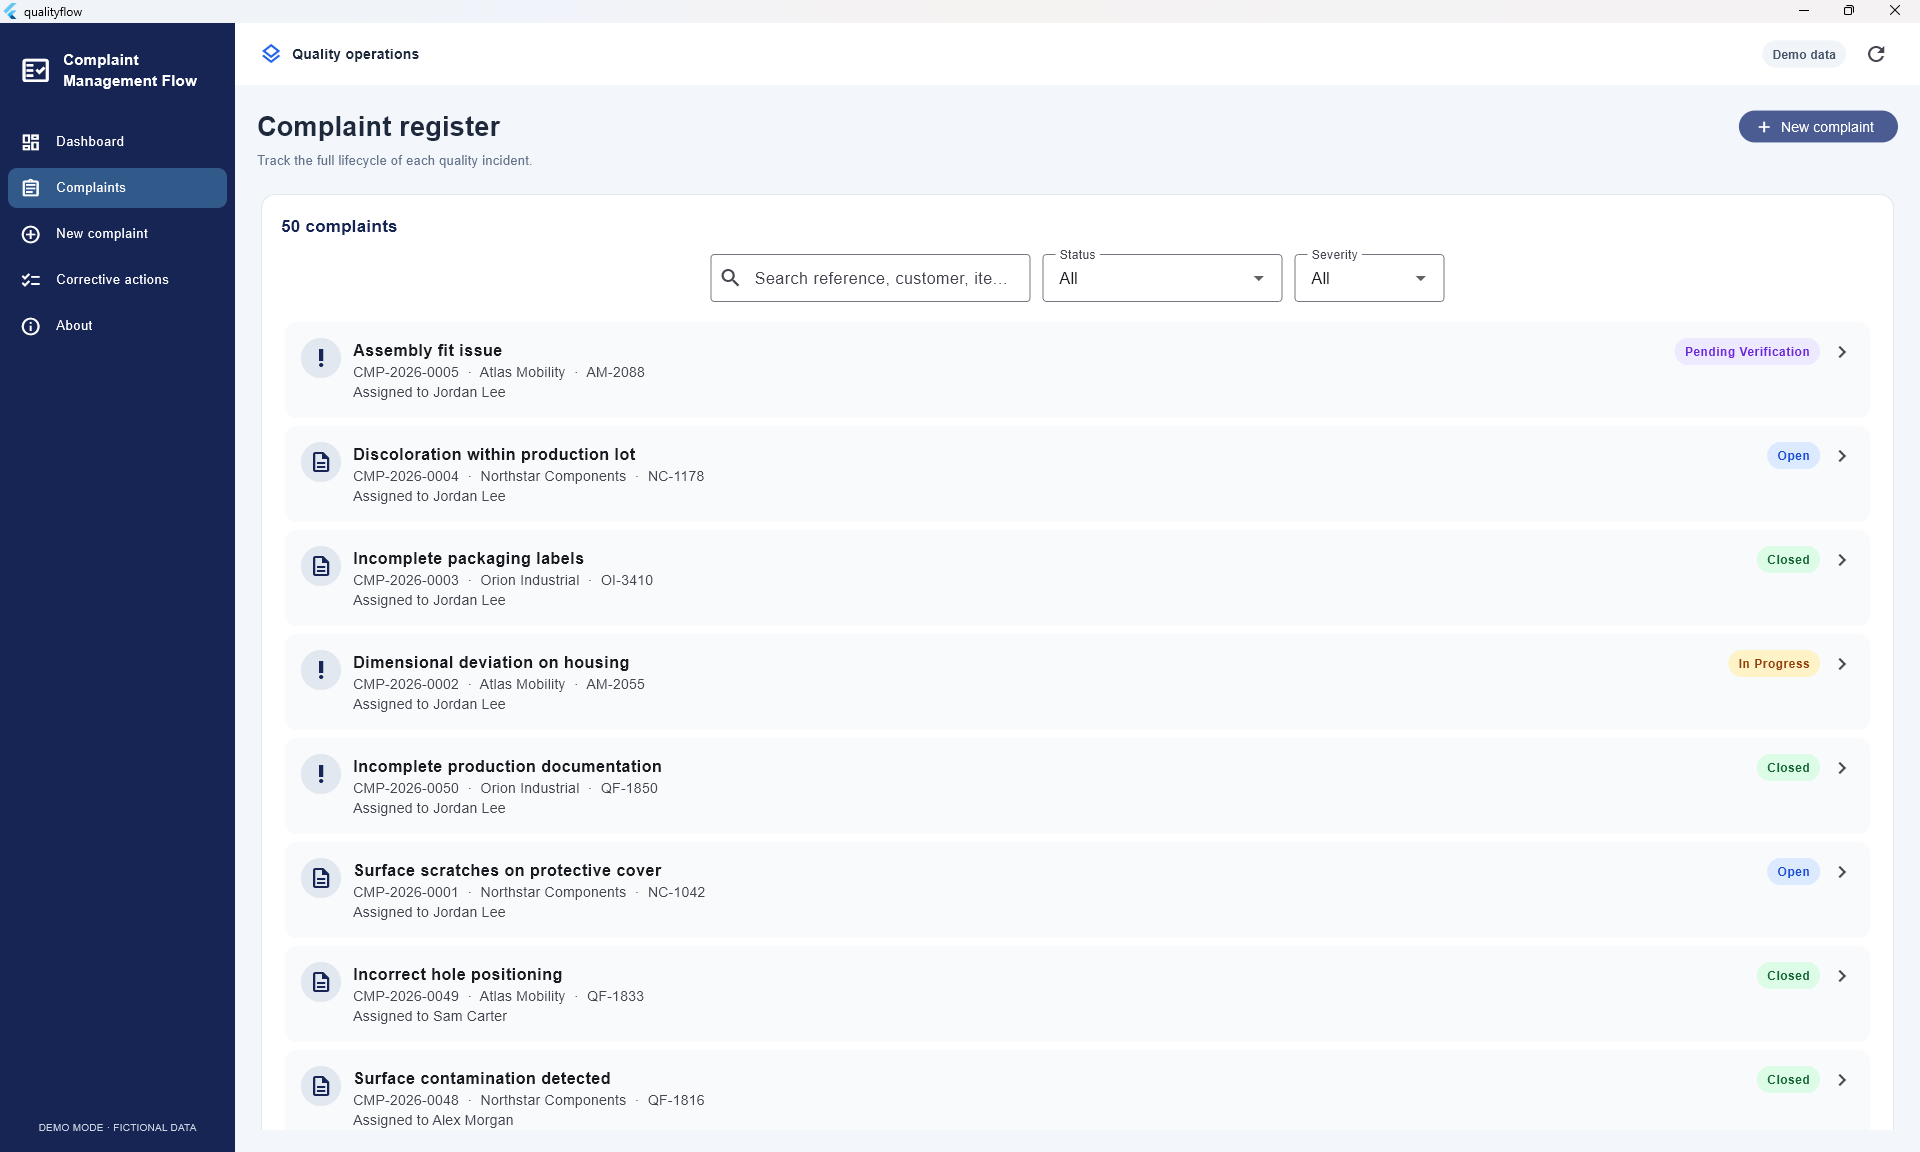 qualityflow
Complaint
Management Flow
Dashboard
Complaints
New complaint
Corrective actions
About
DEMO MODE · FICTIONAL DATA
Quality operations
Demo data
Complaint register
Track the full lifecycle of each quality incident.
New complaint
50 complaints
Search reference, customer, ite...
Status
All
Severity
All
Assembly fit issue
CMP-2026-0005 · Atlas Mobility · AM-2088
Assigned to Jordan Lee
Pending Verification
Discoloration within production lot
CMP-2026-0004 · Northstar Components · NC-1178
Assigned to Jordan Lee
Open
Incomplete packaging labels
CMP-2026-0003 · Orion Industrial · OI-3410
Assigned to Jordan Lee
Closed
Dimensional deviation on housing
CMP-2026-0002 · Atlas Mobility · AM-2055
Assigned to Jordan Lee
In Progress
Incomplete production documentation
CMP-2026-0050 · Orion Industrial · QF-1850
Assigned to Jordan Lee
Closed
Surface scratches on protective cover
CMP-2026-0001 · Northstar Components · NC-1042
Assigned to Jordan Lee
Open
Incorrect hole positioning
CMP-2026-0049 · Atlas Mobility · QF-1833
Assigned to Sam Carter
Closed
Surface contamination detected
CMP-2026-0048 · Northstar Components · QF-1816
Assigned to Alex Morgan
Closed